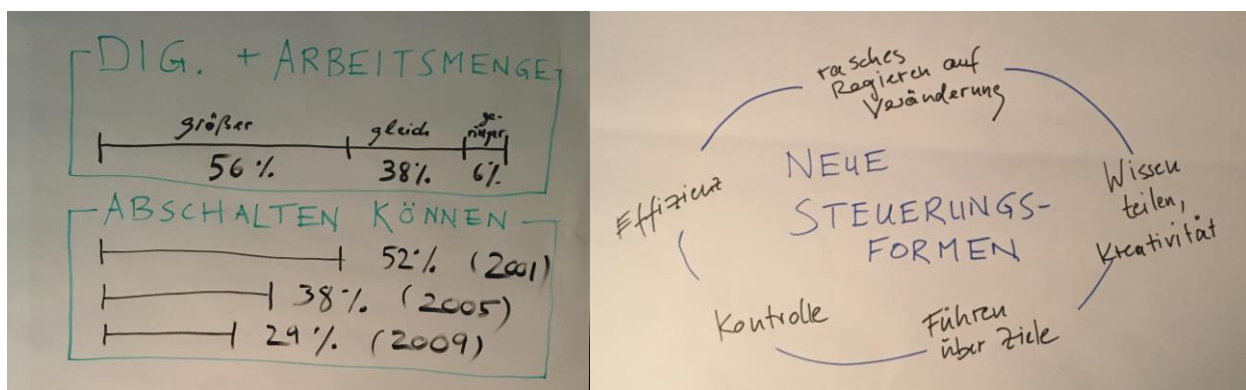 DIG. + ARBEITSMENGE
größer gleich ge-
ringer
56% 38% 6%
ABSCHALTEN KÖNNEN
52% (2001)
38% (2005)
29% (2009)
rasches
Regieren auf
Veränderung
Wissen
teilen,
Kreativität
Führen
über Ziele
Kontrolle
Effizienz
NEUE
STEUERUNGS-
FORMEN